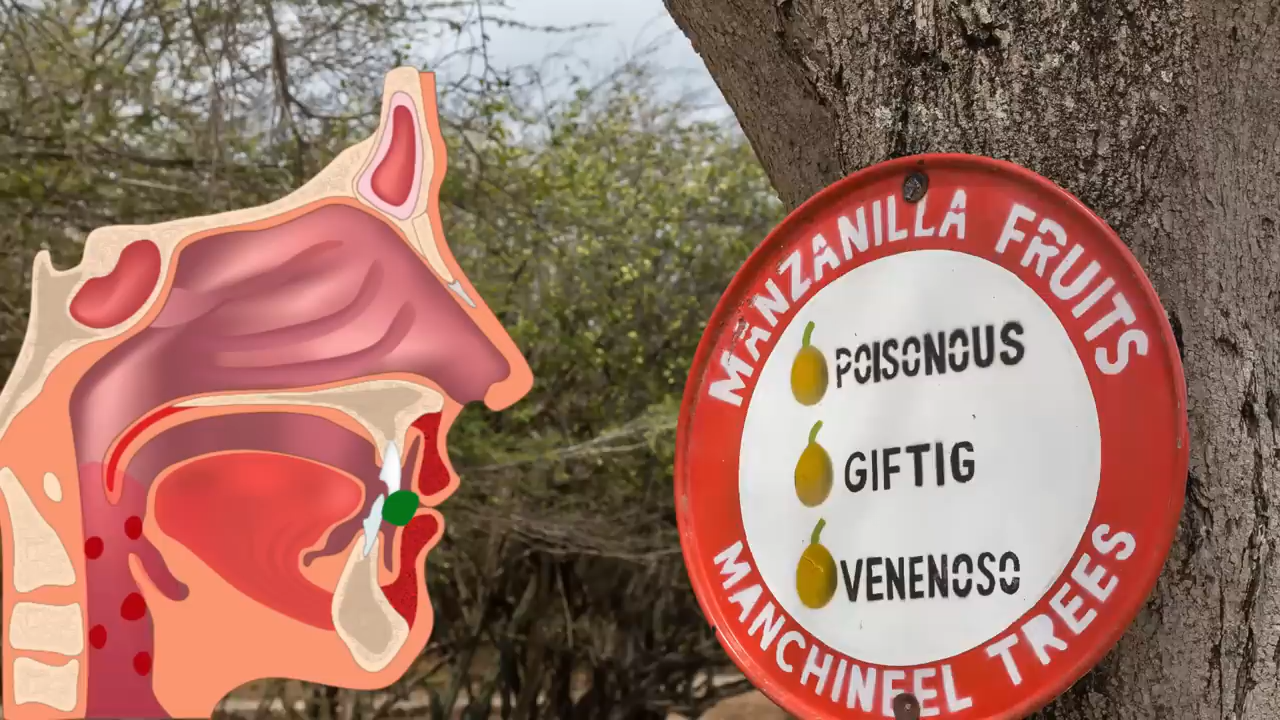 MANZANILLA FRUITS
POISONOUS
GIFTIG
VENENOSO
MANCHINEEL TREES